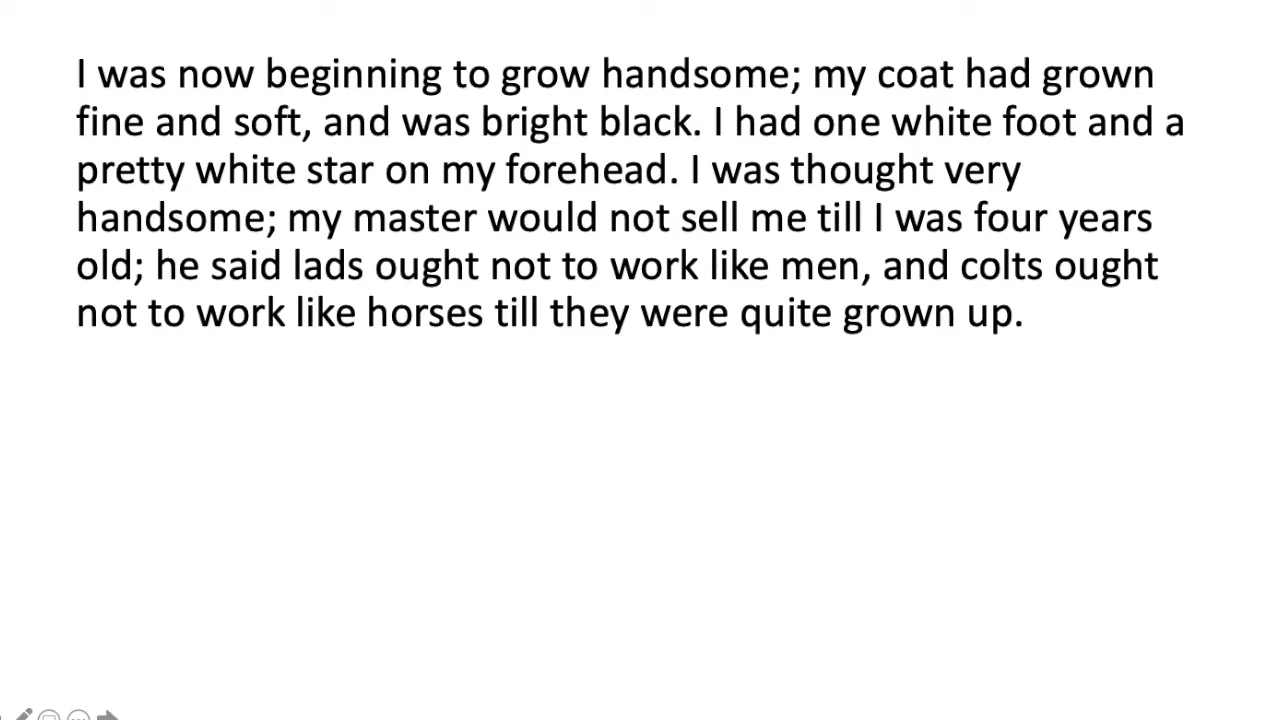 I was now beginning to grow handsome; my coat had grown
fine and soft, and was bright black. I had one white foot and a
pretty white star on my forehead. I was thought very
handsome; my master would not sell me till I was four years
old; he said lads ought not to work like men, and colts ought
not to work like horses till they were quite grown up.